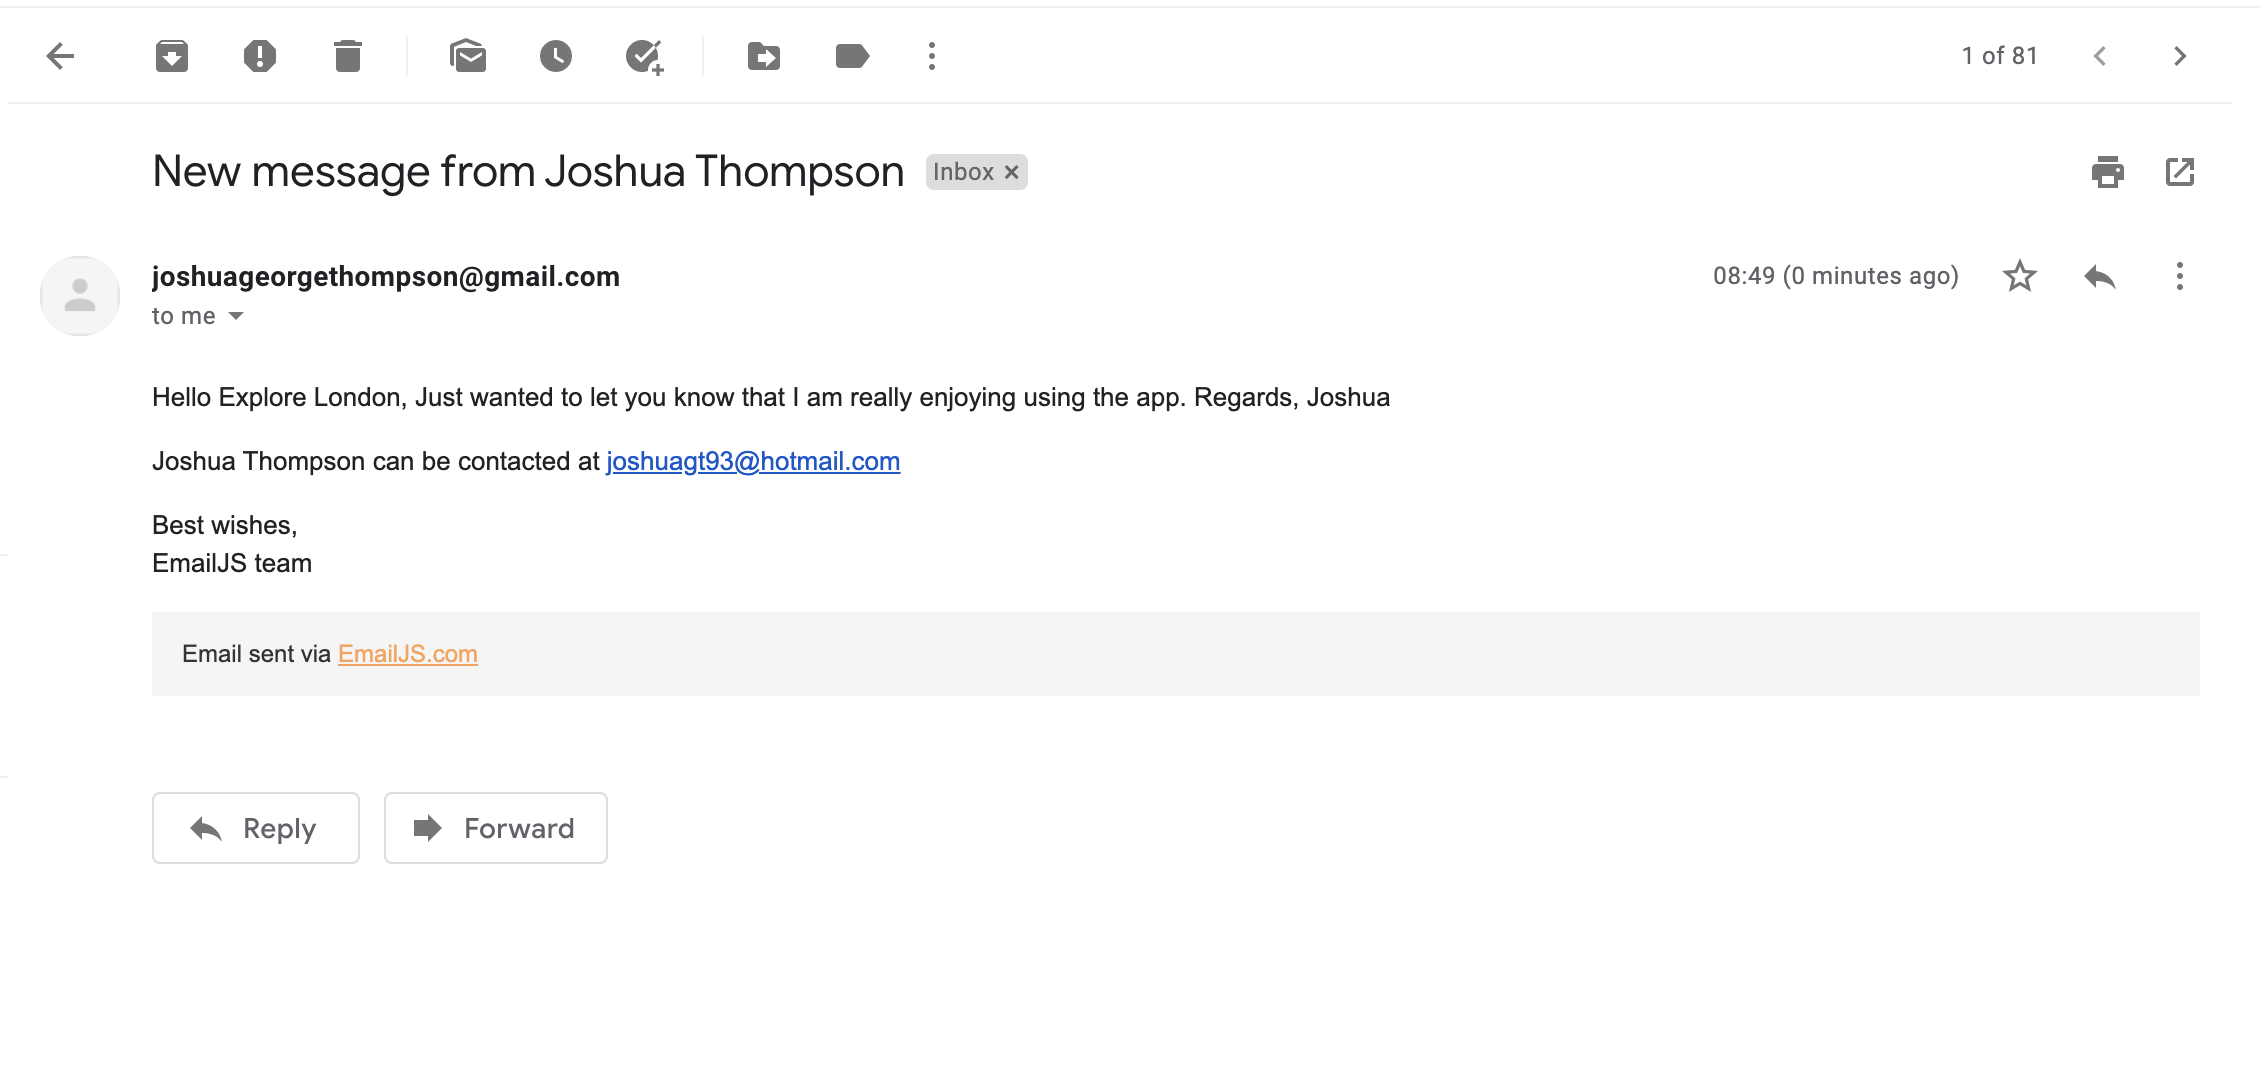 1 of 81
New message from Joshua Thompson Inbox ×
joshuageorgethompson@gmail.com 08:49 (0 minutes ago)
to me
Hello Explore London, Just wanted to let you know that I am really enjoying using the app. Regards, Joshua
Joshua Thompson can be contacted at joshuagt93@hotmail.com
Best wishes,
EmailJS team
Email sent via EmailJS.com
Reply Forward